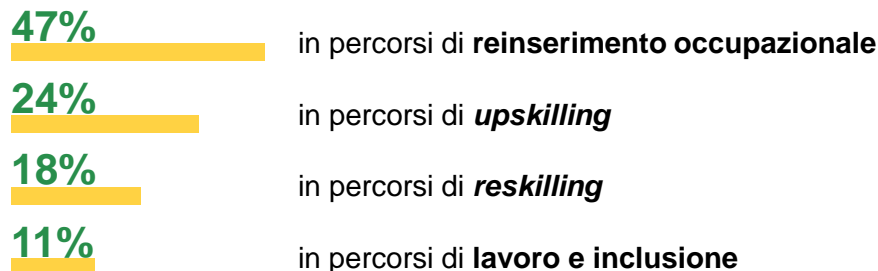 47%
in percorsi di reinserimento occupazionale
24%
in percorsi di upskilling
18%
in percorsi di reskilling
11%
in percorsi di lavoro e inclusione